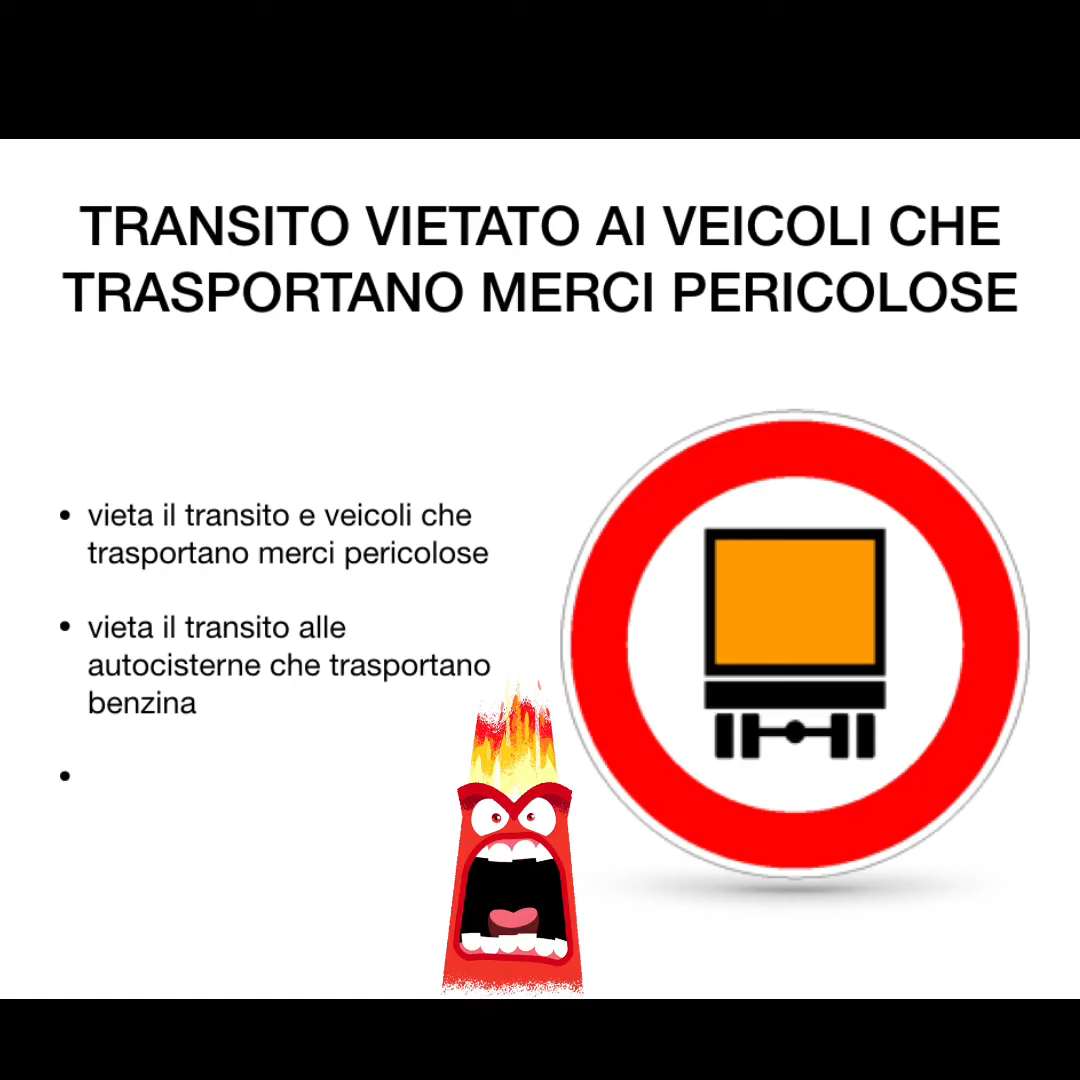 TRANSITO VIETATO AI VEICOLI CHE
TRASPORTANO MERCI PERICOLOSE
• vieta il transito e veicoli che
trasportano merci pericolose
• vieta il transito alle
autocisterne che trasportano
benzina
•